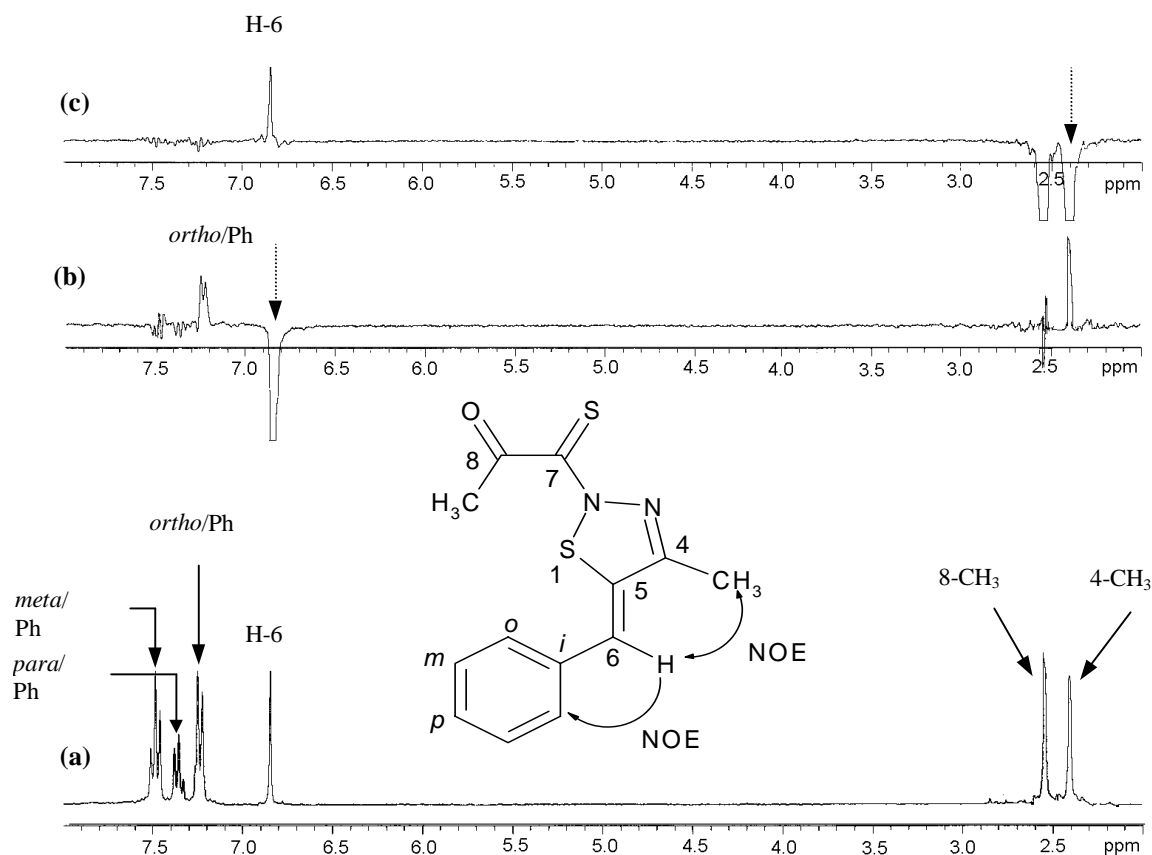 H-6
(c)
7.5 7.0 6.5 6.0 5.5 5.0 4.5 4.0 3.5 3.0 2.5 ppm
ortho/Ph
(b)
7.5 7.0 6.5 6.0 5.5 5.0 4.5 4.0 3.5 3.0 2.5 ppm
O S
8 7
H3C N N
S 4
1 5 CH3
o i 6 H NOE
m
p NOE
ortho/Ph
meta/
Ph
H-6
para/
Ph
8-CH3 4-CH3
(a)
7.5 7.0 6.5 6.0 5.5 5.0 4.5 4.0 3.5 3.0 2.5 ppm